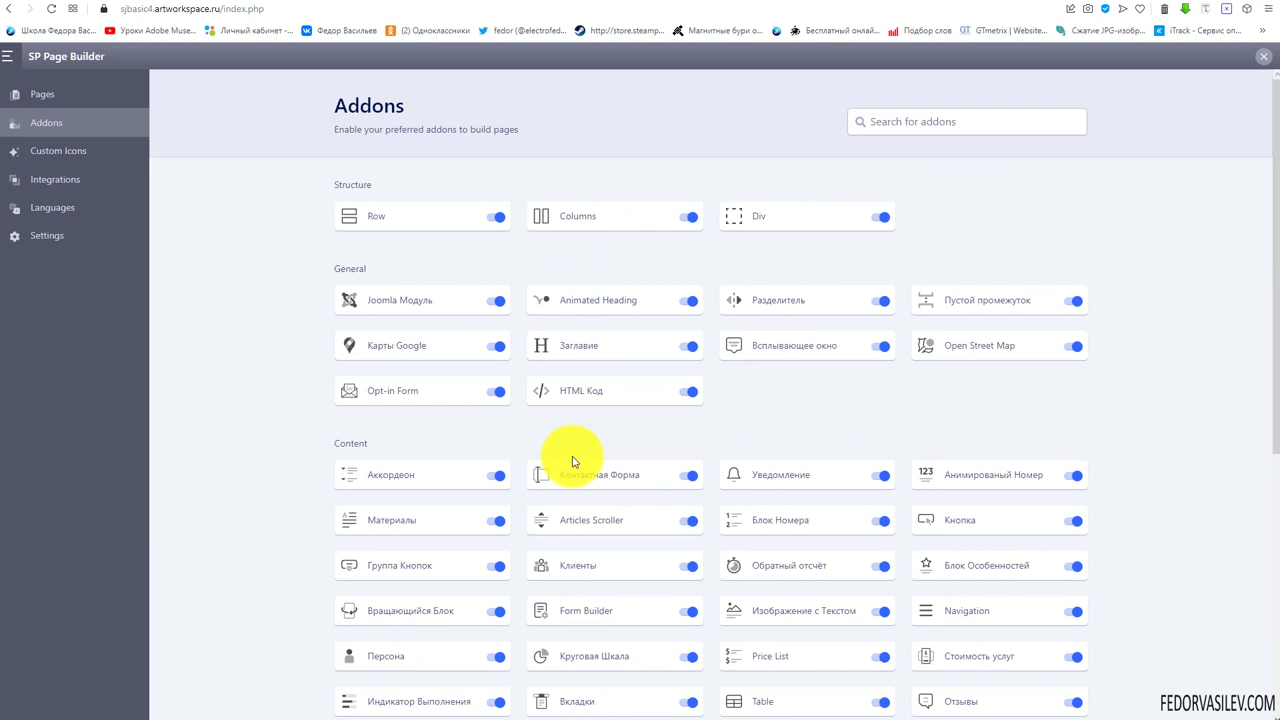 sjbasic4.artworkspace.ru/index.php
Школа Федора Вас...
Уроки Adobe Muse...
Личный кабинет -...
Федор Васильев
(2) Одноклассники
fedor (@electrofed...
http://store.steamp...
Магнитные бури о...
Бесплатный онлай...
Подбор слов
GTmetrix | Website...
Сжатие JPG-изобр...
iTrack - Сервис оп...
SP Page Builder
Pages
Addons
Custom Icons
Integrations
Languages
Settings
Addons
Enable your preferred addons to build pages
Search for addons
Structure
Row
Columns
Div
General
Joomla Модуль
Animated Heading
Разделитель
Пустой промежуток
Карты Google
Заглавие
Всплывающее окно
Open Street Map
Opt-in Form
HTML Код
Content
Аккордеон
Контактная Форма
Уведомление
123
Анимированый Номер
Материалы
Articles Scroller
Блок Номера
Кнопка
Группа Кнопок
Клиенты
Обратный отсчёт
Блок Особенностей
Вращающийся Блок
Form Builder
Изображение с Текстом
Navigation
Персона
Круговая Шкала
Price List
Стоимость услуг
Индикатор Выполнения
Вкладки
Table
Отзывы
FEDORVASILEV.COM